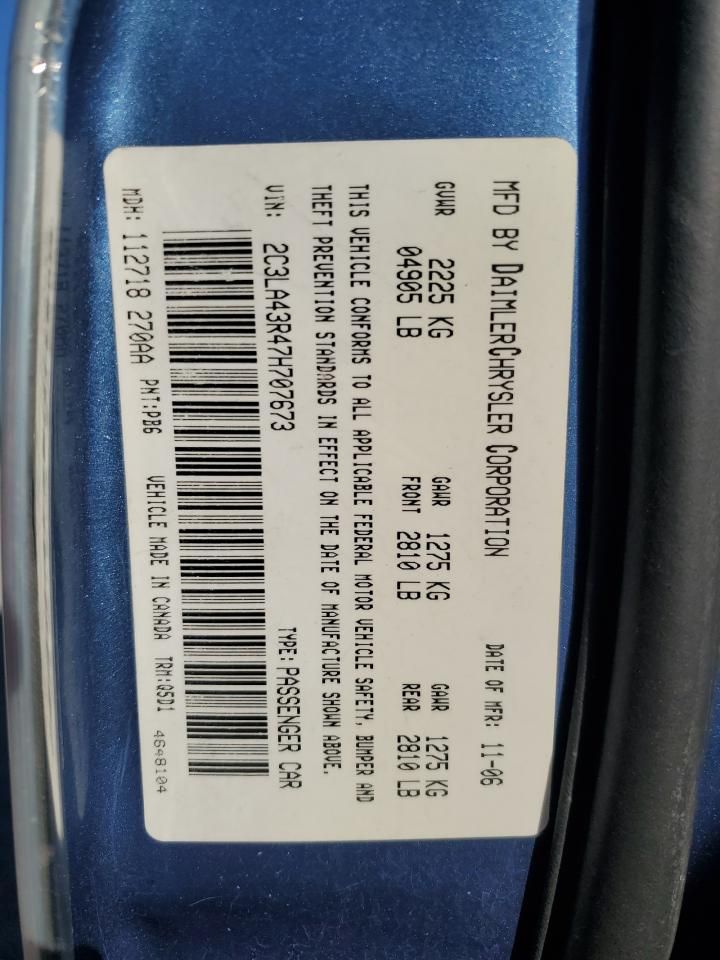 MFD BY DAIMLERCHRYSLER CORPORATION DATE OF MFR: 11-06
GVWR 2225 KG GAWR 1275 KG GAWR 1275 KG
04905 LB FRONT 2810 LB REAR 2810 LB
THIS VEHICLE CONFORMS TO ALL APPLICABLE FEDERAL MOTOR VEHICLE SAFETY, BUMPER AND
THEFT PREVENTION STANDARDS IN EFFECT ON THE DATE OF MANUFACTURE SHOWN ABOVE.
VIN: 2C3LA43R47H707673 TYPE: PASSENGER CAR
MDH: 112718 270AA PNT:PB6 VEHICLE MADE IN CANADA TRM:Q5D1
4648104